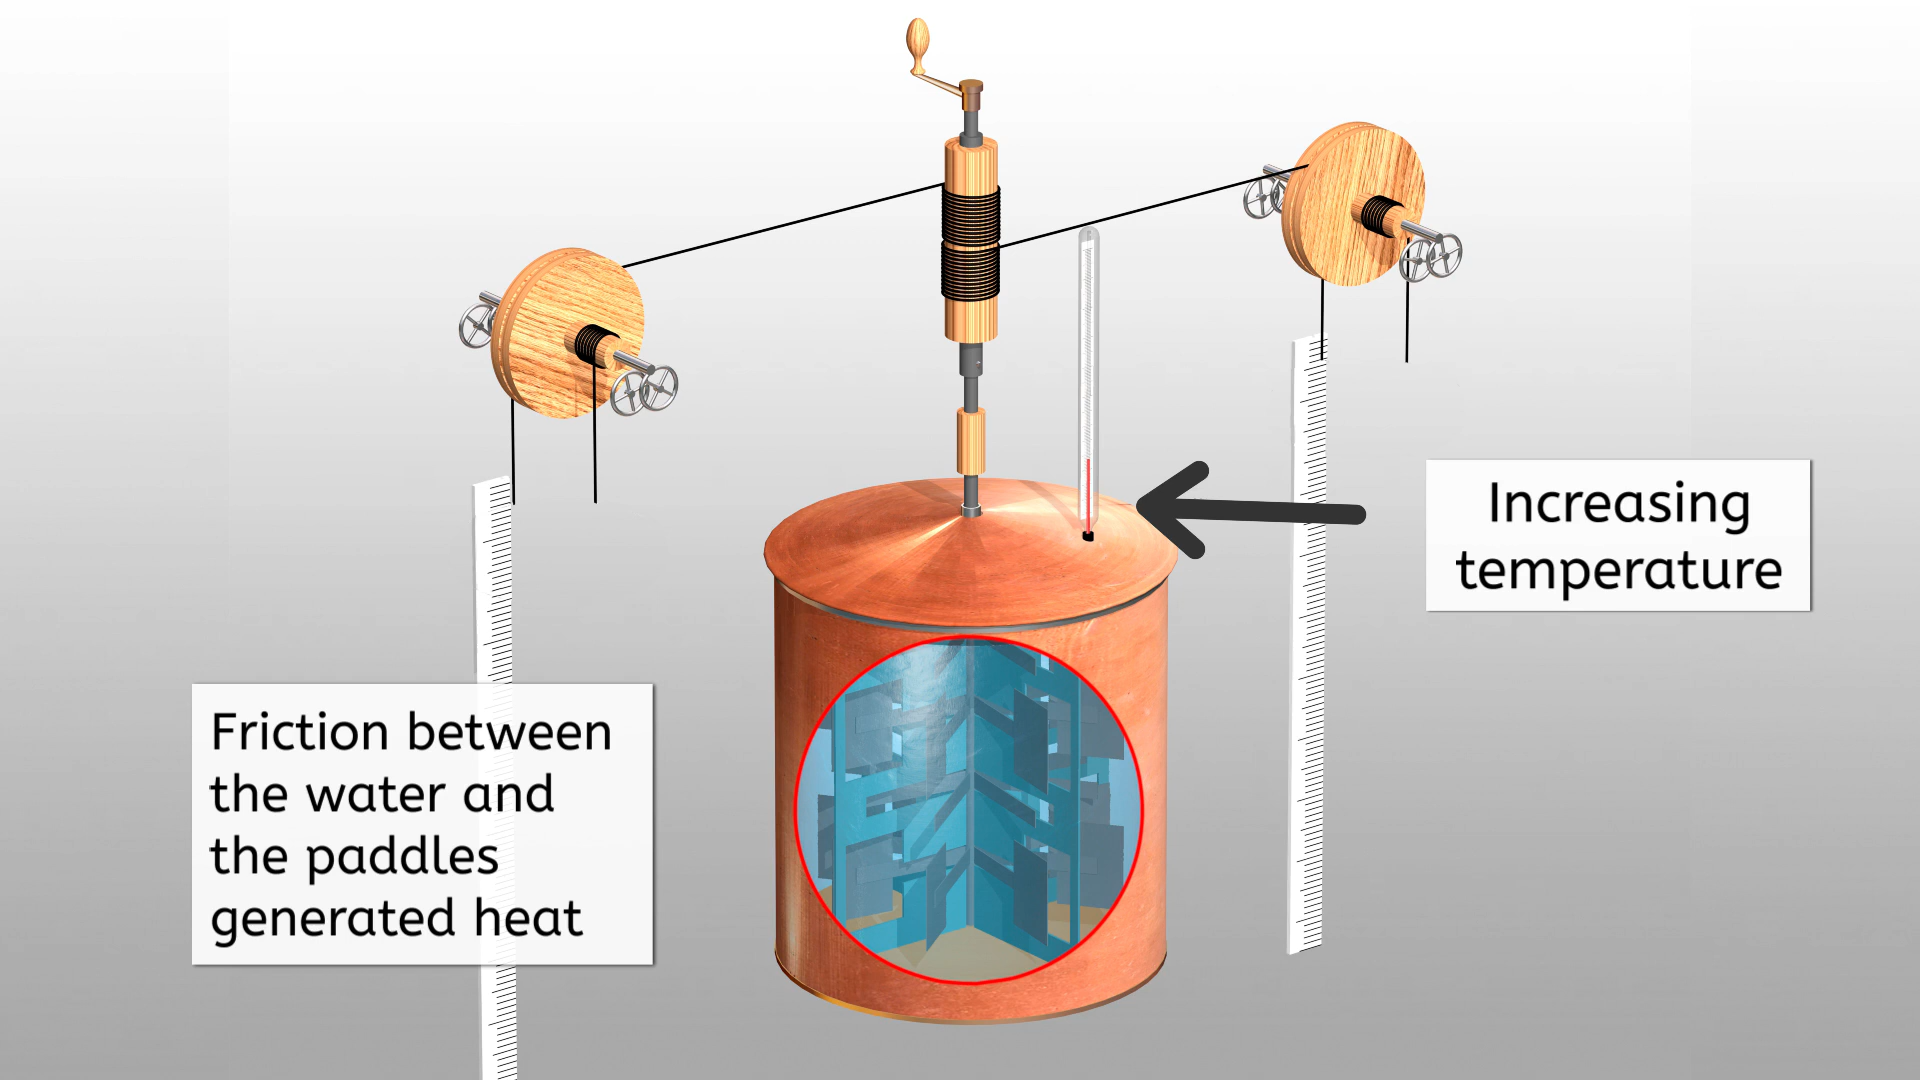 Increasing
temperature
Friction between
the water and
the paddles
generated heat